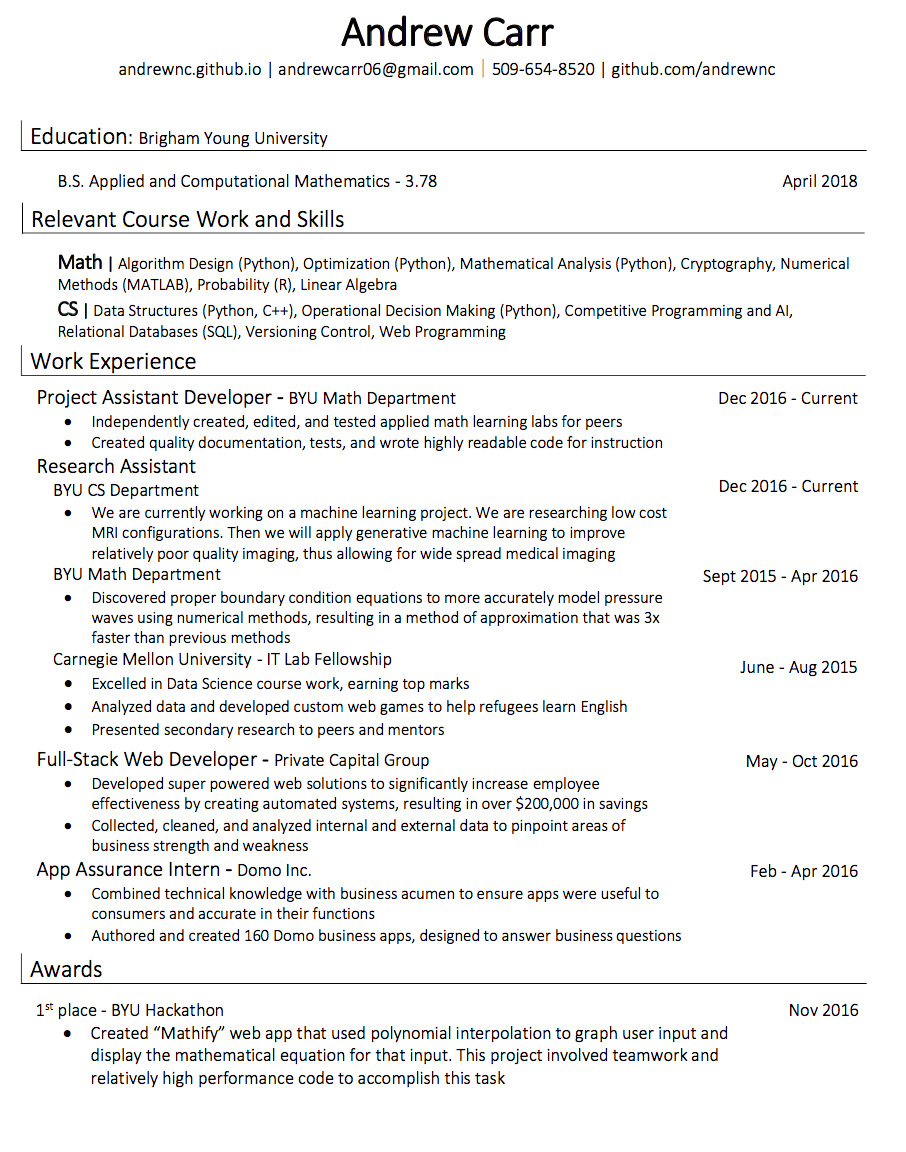 Andrew Carr
andrewnc.github.io | andrewcarr06@gmail.com | 509-654-8520 | github.com/andrewnc
Education: Brigham Young University
B.S. Applied and Computational Mathematics - 3.78 April 2018
Relevant Course Work and Skills
Math | Algorithm Design (Python), Optimization (Python), Mathematical Analysis (Python), Cryptography, Numerical
Methods (MATLAB), Probability (R), Linear Algebra
CS | Data Structures (Python, C++), Operational Decision Making (Python), Competitive Programming and AI,
Relational Databases (SQL), Versioning Control, Web Programming
Work Experience
Project Assistant Developer - BYU Math Department Dec 2016 - Current
• Independently created, edited, and tested applied math learning labs for peers
• Created quality documentation, tests, and wrote highly readable code for instruction
Research Assistant
BYU CS Department Dec 2016 - Current
• We are currently working on a machine learning project. We are researching low cost
MRI configurations. Then we will apply generative machine learning to improve
relatively poor quality imaging, thus allowing for wide spread medical imaging
BYU Math Department Sept 2015 - Apr 2016
• Discovered proper boundary condition equations to more accurately model pressure
waves using numerical methods, resulting in a method of approximation that was 3x
faster than previous methods
Carnegie Mellon University - IT Lab Fellowship June - Aug 2015
• Excelled in Data Science course work, earning top marks
• Analyzed data and developed custom web games to help refugees learn English
• Presented secondary research to peers and mentors
Full-Stack Web Developer - Private Capital Group May - Oct 2016
• Developed super powered web solutions to significantly increase employee
effectiveness by creating automated systems, resulting in over $200,000 in savings
• Collected, cleaned, and analyzed internal and external data to pinpoint areas of
business strength and weakness
App Assurance Intern - Domo Inc. Feb - Apr 2016
• Combined technical knowledge with business acumen to ensure apps were useful to
consumers and accurate in their functions
• Authored and created 160 Domo business apps, designed to answer business questions
Awards
1st place - BYU Hackathon Nov 2016
• Created “Mathify” web app that used polynomial interpolation to graph user input and
display the mathematical equation for that input. This project involved teamwork and
relatively high performance code to accomplish this task